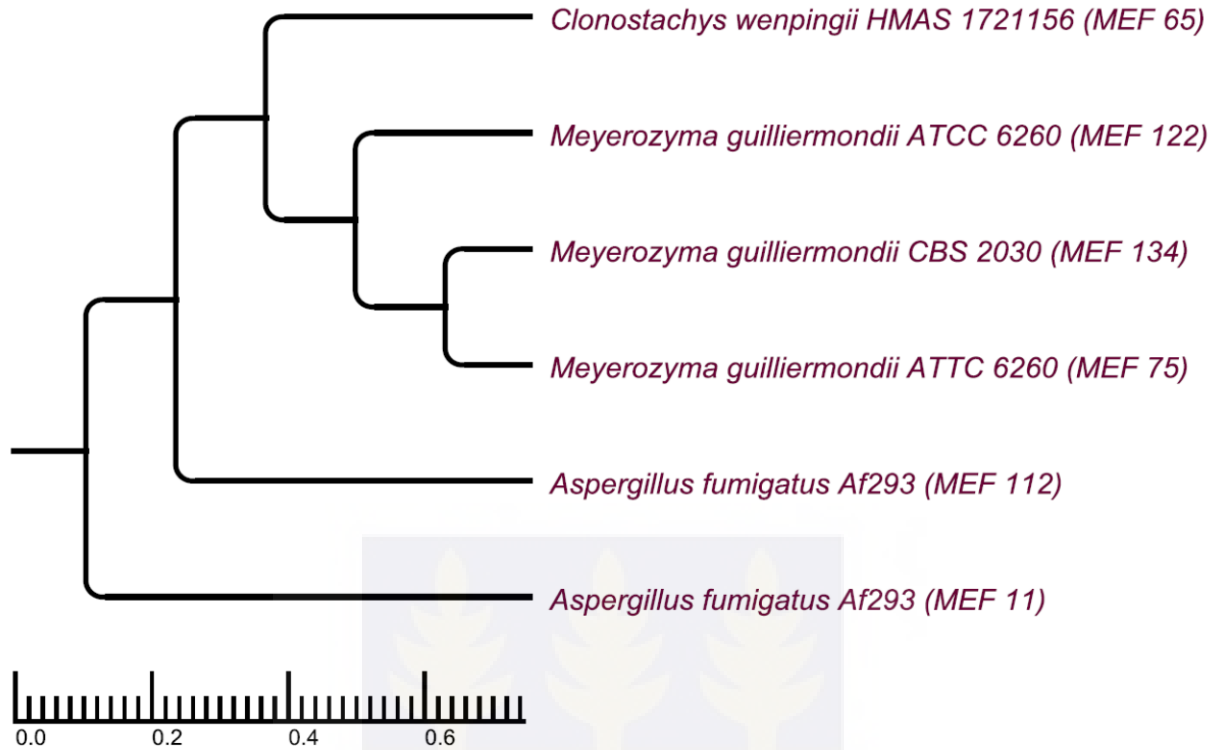 Clonostachys wenpingii HMAS 1721156 (MEF 65)
Meyerozyma guilliermondii ATCC 6260 (MEF 122)
Meyerozyma guilliermondii CBS 2030 (MEF 134)
Meyerozyma guilliermondii ATTC 6260 (MEF 75)
Aspergillus fumigatus Af293 (MEF 112)
Aspergillus fumigatus Af293 (MEF 11)
0.0 0.2 0.4 0.6